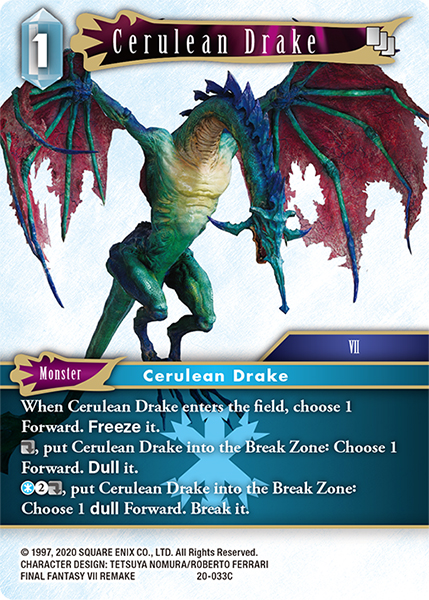 1
Cerulean Drake
VII
Monster
Cerulean Drake
When Cerulean Drake enters the field, choose 1
Forward. Freeze it.
, put Cerulean Drake into the Break Zone: Choose 1
Forward. Dull it.
2, put Cerulean Drake into the Break Zone:
Choose 1 dull Forward. Break it.
© 1997, 2020 SQUARE ENIX CO., LTD. All Rights Reserved.
CHARACTER DESIGN: TETSUYA NOMURA/ROBERTO FERRARI
FINAL FANTASY VII REMAKE 20-033C